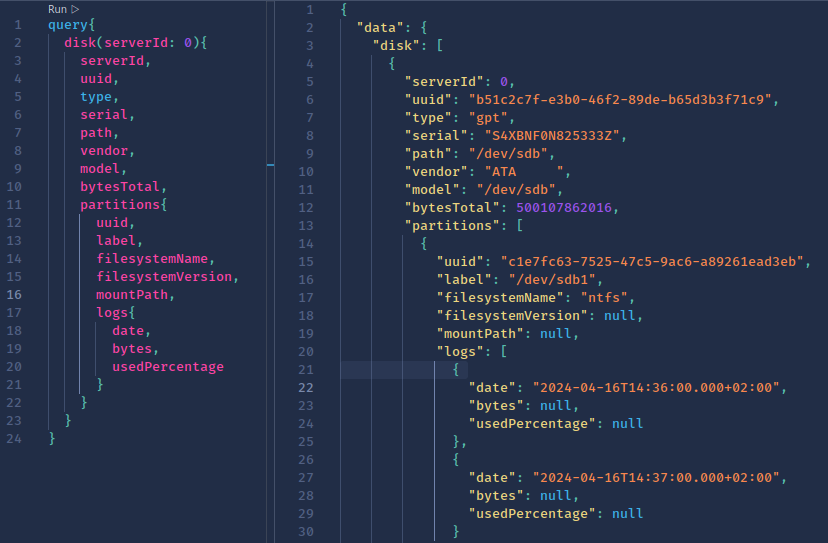 Run ▷
1 query{
2 disk(serverId: 0){
3 serverId,
4 uuid,
5 type,
6 serial,
7 path,
8 vendor,
9 model,
10 bytesTotal,
11 partitions{
12 uuid,
13 label,
14 filesystemName,
15 filesystemVersion,
16 mountPath,
17 logs{
18 date,
19 bytes,
20 usedPercentage
21 }
22 }
23 }
24 }
1 {
2 "data": {
3 "disk": [
4 {
5 "serverId": 0,
6 "uuid": "b51c2c7f-e3b0-46f2-89de-b65d3b3f71c9",
7 "type": "gpt",
8 "serial": "S4XBNF0N825333Z",
9 "path": "/dev/sdb",
10 "vendor": "ATA     ",
11 "model": "/dev/sdb",
12 "bytesTotal": 500107862016,
13 "partitions": [
14 {
15 "uuid": "c1e7fc63-7525-47c5-9ac6-a89261ead3eb",
16 "label": "/dev/sdb1",
17 "filesystemName": "ntfs",
18 "filesystemVersion": null,
19 "mountPath": null,
20 "logs": [
21 {
22 "date": "2024-04-16T14:36:00.000+02:00",
23 "bytes": null,
24 "usedPercentage": null
25 },
26 {
27 "date": "2024-04-16T14:37:00.000+02:00",
28 "bytes": null,
29 "usedPercentage": null
30 }